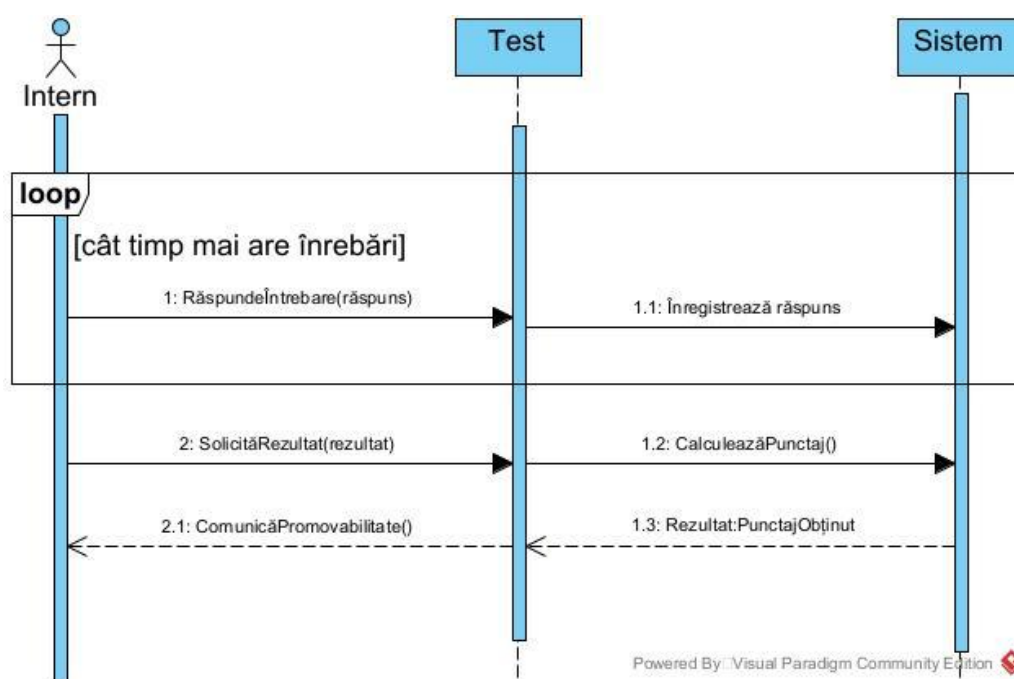 Intern
Test
Sistem
loop
[cât timp mai are înrebări]
1: RăspundeÎntrebare(răspuns)
1.1: Înregistrează răspuns
2: SolicităRezultat(rezultat)
1.2: CalculeazăPunctaj()
2.1: ComunicăPromovabilitate()
1.3: Rezultat:PunctajObținut
Powered By Visual Paradigm Community Edition